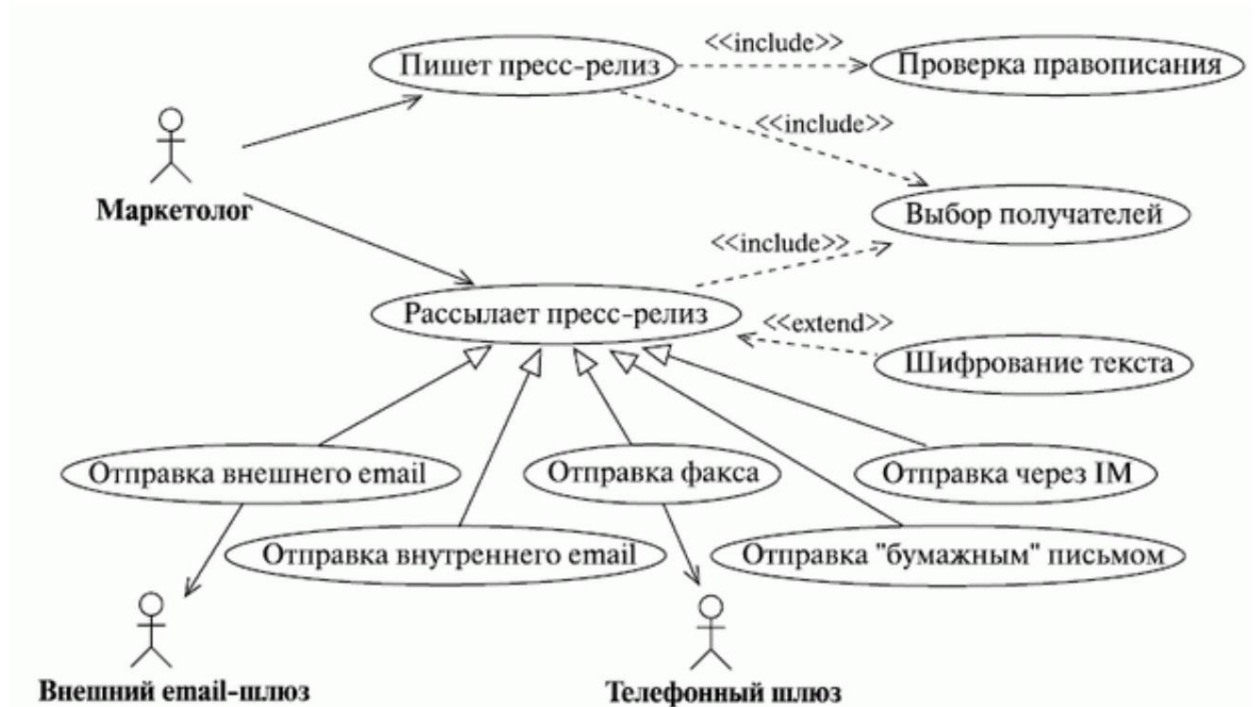 <<include>>
Пишет пресс-релиз
Проверка правописания
<<include>>
Маркетолог
Выбор получателей
<<include>>
Рассылает пресс-релиз
<<extend>>
Шифрование текста
Отправка внешнего email
Отправка факса
Отправка через IM
Отправка внутреннего email
Отправка "бумажным" письмом
Внешний email-шлюз
Телефонный шлюз